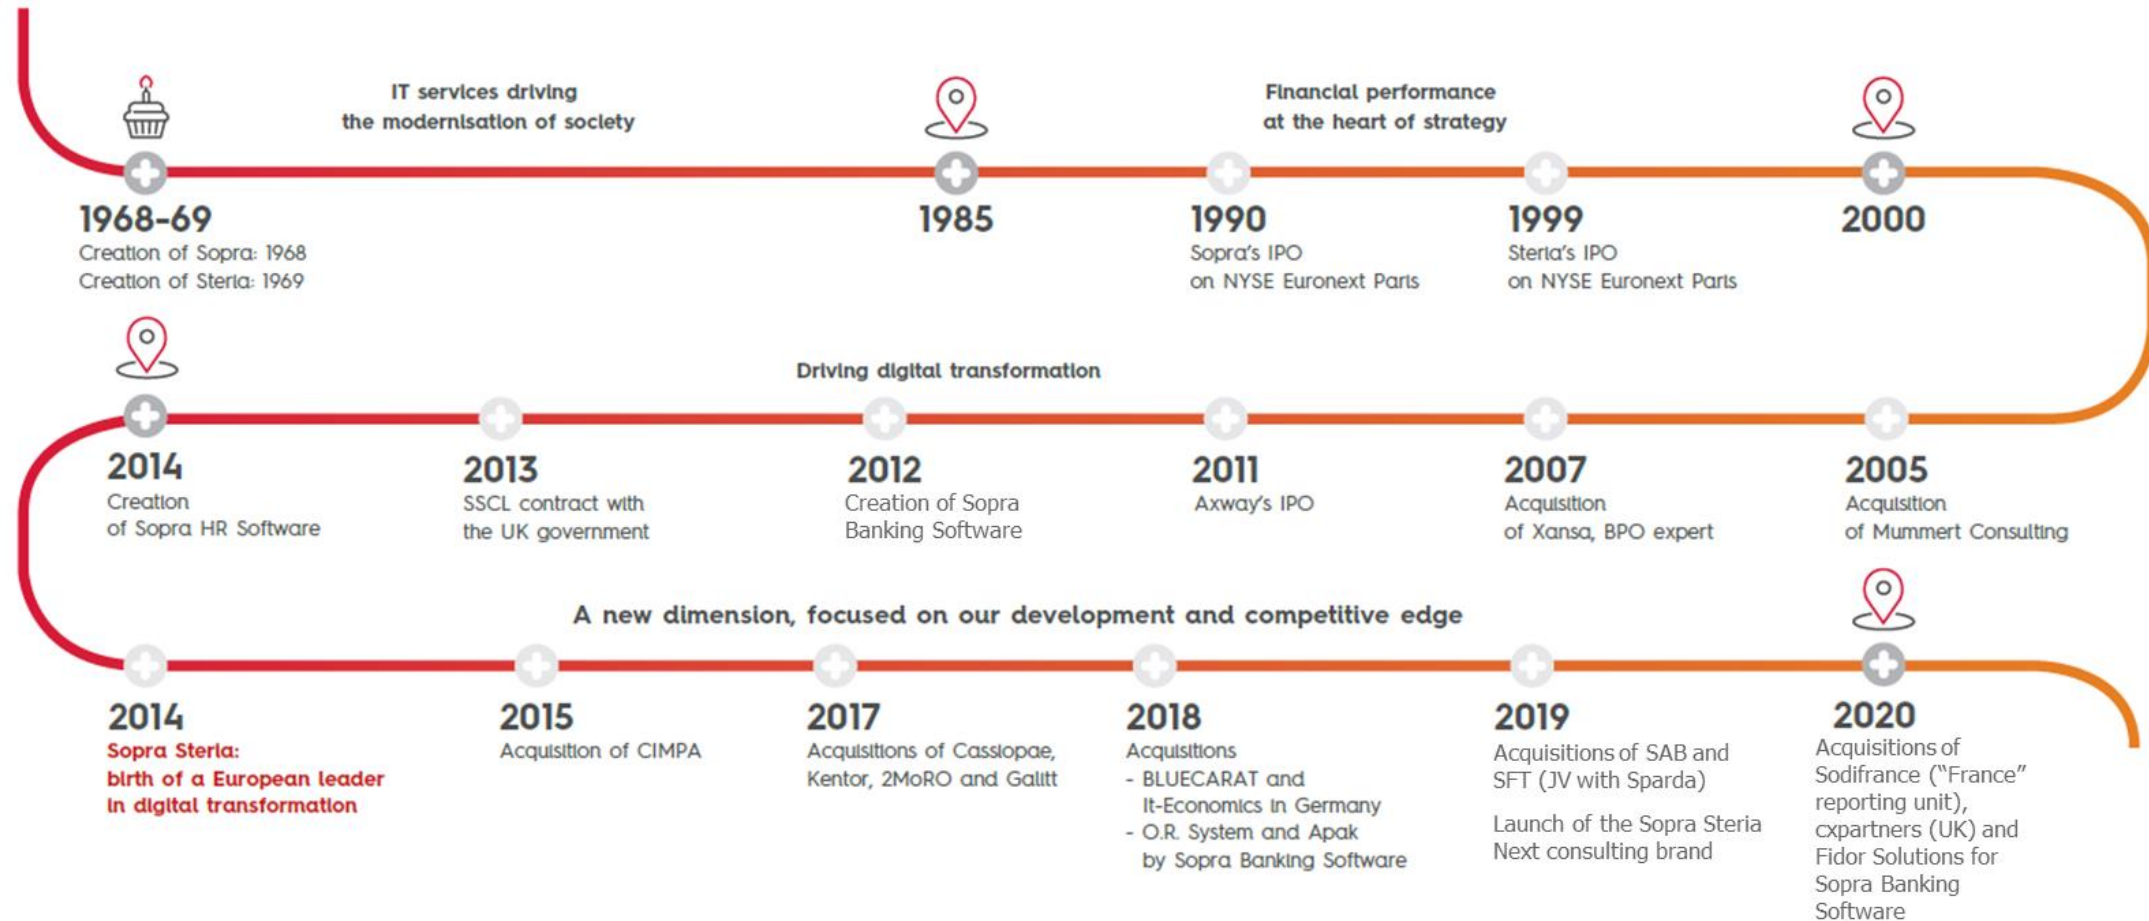 IT services driving
the modernisation of society
Financial performance
at the heart of strategy
1968-69
Creation of Sopra: 1968
Creation of Steria: 1969
1985
1990
Sopra's IPO
on NYSE Euronext Paris
1999
Steria's IPO
on NYSE Euronext Paris
2000
Driving digital transformation
2014
Creation
of Sopra HR Software
2013
SSCL contract with
the UK government
2012
Creation of Sopra
Banking Software
2011
Axway's IPO
2007
Acquisition
of Xansa, BPO expert
2005
Acquisition
of Mummert Consulting
A new dimension, focused on our development and competitive edge
2014
Sopra Steria:
birth of a European leader
in digital transformation
2015
Acquisition of CIMPA
2017
Acquisitions of Cassiopae,
Kentor, 2MoRO and Galitt
2018
Acquisitions
- BLUECARAT and
It-Economics in Germany
- O.R. System and Apak
by Sopra Banking Software
2019
Acquisitions of SAB and
SFT (JV with Sparda)
Launch of the Sopra Steria
Next consulting brand
2020
Acquisitions of
Sodifrance ("France"
reporting unit),
cxpartners (UK) and
Fidor Solutions for
Sopra Banking
Software